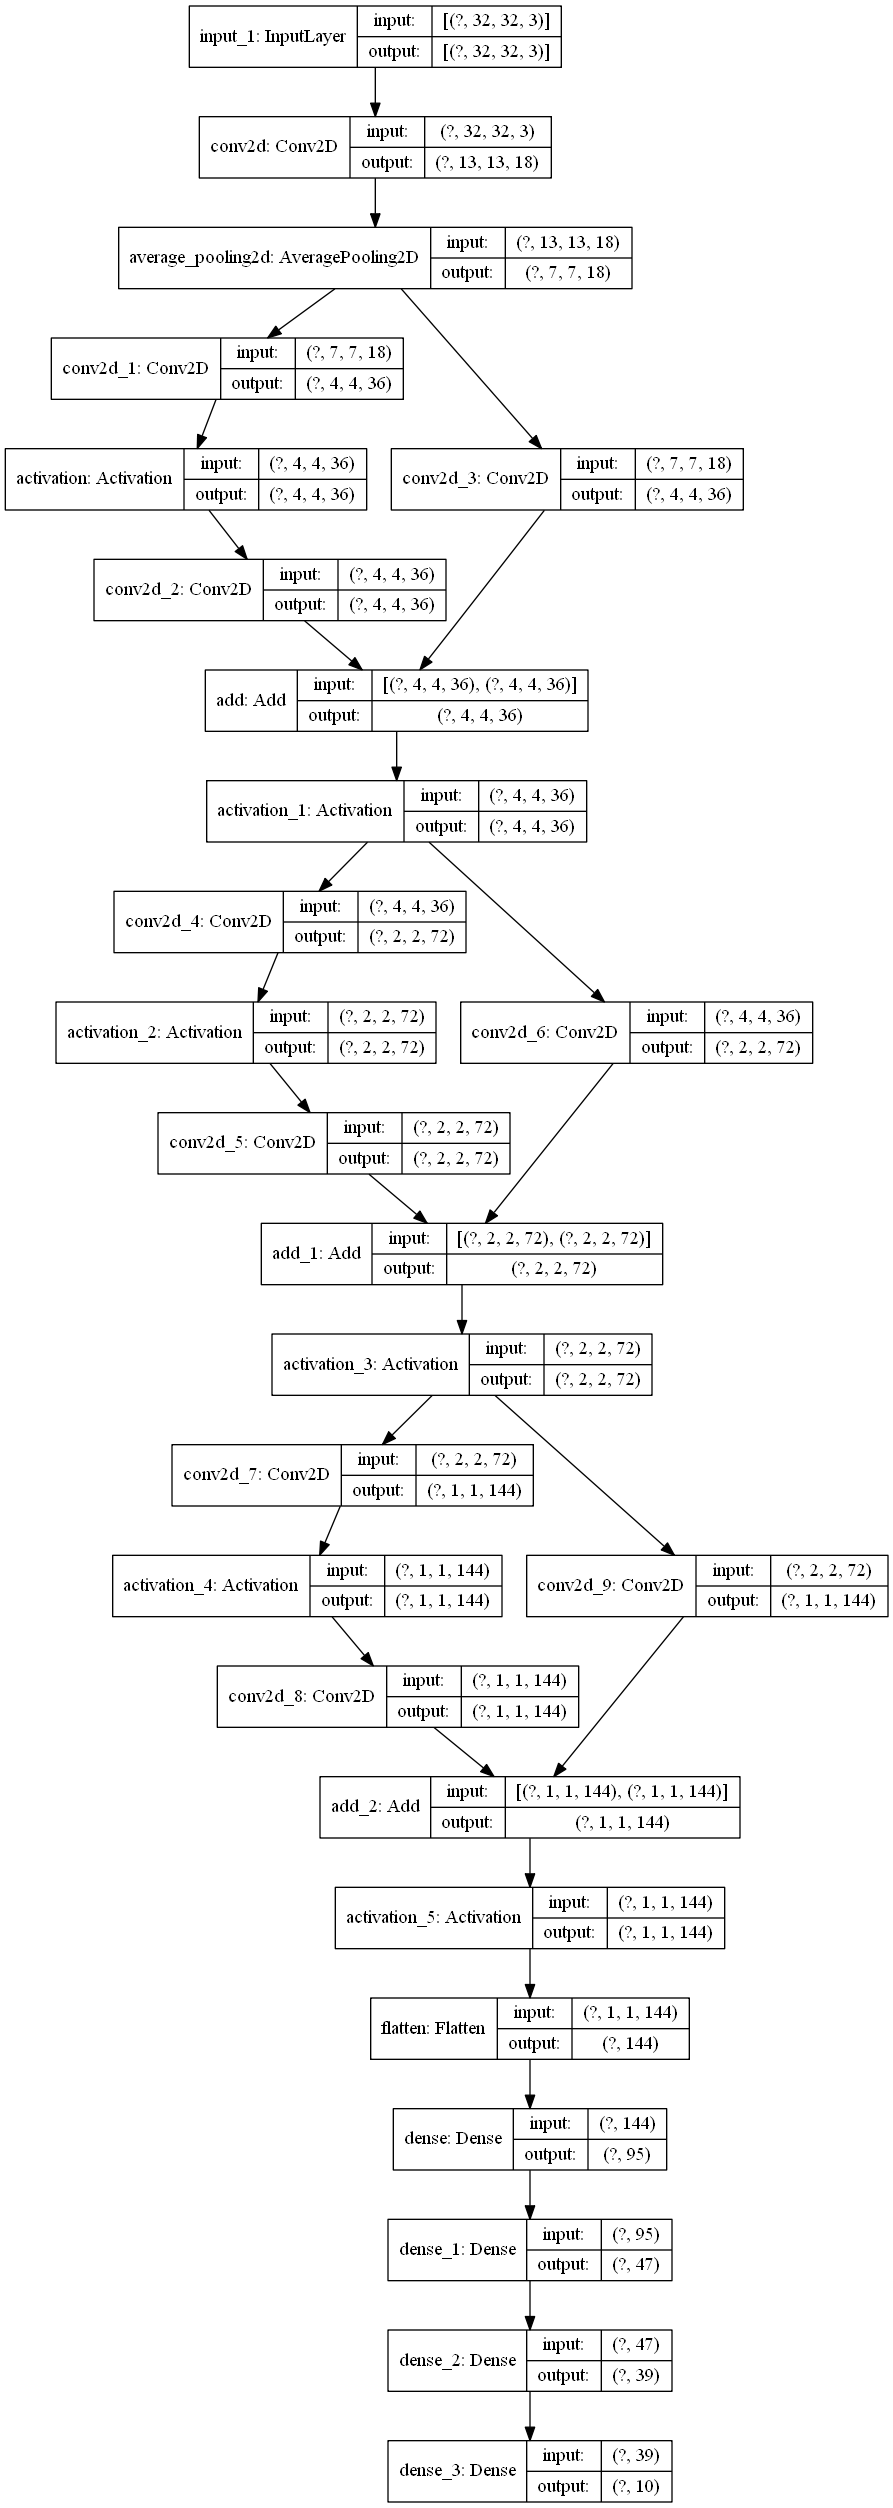 input_1: InputLayer
input: [(?, 32, 32, 3)]
output: [(?, 32, 32, 3)]
conv2d: Conv2D
input: (?, 32, 32, 3)
output: (?, 13, 13, 18)
average_pooling2d: AveragePooling2D
input: (?, 13, 13, 18)
output: (?, 7, 7, 18)
conv2d_1: Conv2D
input: (?, 7, 7, 18)
output: (?, 4, 4, 36)
activation: Activation
input: (?, 4, 4, 36)
output: (?, 4, 4, 36)
conv2d_3: Conv2D
input: (?, 7, 7, 18)
output: (?, 4, 4, 36)
conv2d_2: Conv2D
input: (?, 4, 4, 36)
output: (?, 4, 4, 36)
add: Add
input: [(?, 4, 4, 36), (?, 4, 4, 36)]
output: (?, 4, 4, 36)
activation_1: Activation
input: (?, 4, 4, 36)
output: (?, 4, 4, 36)
conv2d_4: Conv2D
input: (?, 4, 4, 36)
output: (?, 2, 2, 72)
activation_2: Activation
input: (?, 2, 2, 72)
output: (?, 2, 2, 72)
conv2d_6: Conv2D
input: (?, 4, 4, 36)
output: (?, 2, 2, 72)
conv2d_5: Conv2D
input: (?, 2, 2, 72)
output: (?, 2, 2, 72)
add_1: Add
input: [(?, 2, 2, 72), (?, 2, 2, 72)]
output: (?, 2, 2, 72)
activation_3: Activation
input: (?, 2, 2, 72)
output: (?, 2, 2, 72)
conv2d_7: Conv2D
input: (?, 2, 2, 72)
output: (?, 1, 1, 144)
activation_4: Activation
input: (?, 1, 1, 144)
output: (?, 1, 1, 144)
conv2d_9: Conv2D
input: (?, 2, 2, 72)
output: (?, 1, 1, 144)
conv2d_8: Conv2D
input: (?, 1, 1, 144)
output: (?, 1, 1, 144)
add_2: Add
input: [(?, 1, 1, 144), (?, 1, 1, 144)]
output: (?, 1, 1, 144)
activation_5: Activation
input: (?, 1, 1, 144)
output: (?, 1, 1, 144)
flatten: Flatten
input: (?, 1, 1, 144)
output: (?, 144)
dense: Dense
input: (?, 144)
output: (?, 95)
dense_1: Dense
input: (?, 95)
output: (?, 47)
dense_2: Dense
input: (?, 47)
output: (?, 39)
dense_3: Dense
input: (?, 39)
output: (?, 10)